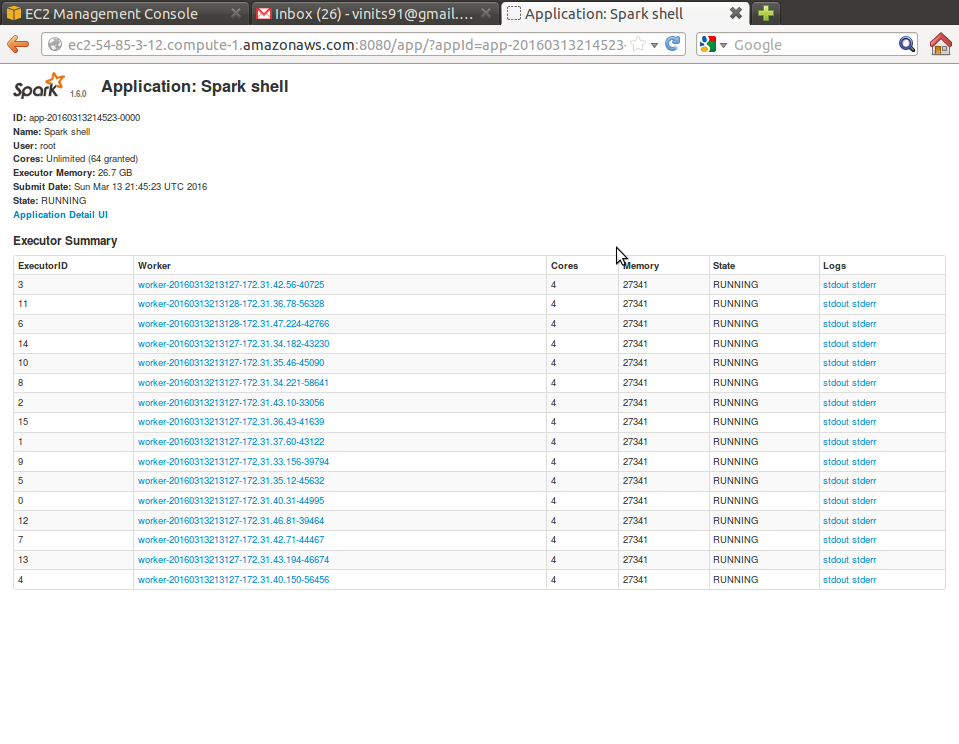 EC2 Management Console Inbox (26) - vinits91@gmail.... Application: Spark shell
ec2-54-85-3-12.compute-1.amazonaws.com:8080/app/?appId=app-20160313214523- Google
Spark 1.6.0 Application: Spark shell
ID: app-20160313214523-0000
Name: Spark shell
User: root
Cores: Unlimited (64 granted)
Executor Memory: 26.7 GB
Submit Date: Sun Mar 13 21:45:23 UTC 2016
State: RUNNING
Application Detail UI
Executor Summary
ExecutorID Worker Cores Memory State Logs
3 worker-20160313213127-172.31.42.56-40725 4 27341 RUNNING stdout stderr
11 worker-20160313213128-172.31.36.78-56328 4 27341 RUNNING stdout stderr
6 worker-20160313213128-172.31.47.224-42766 4 27341 RUNNING stdout stderr
14 worker-20160313213127-172.31.34.182-43230 4 27341 RUNNING stdout stderr
10 worker-20160313213127-172.31.35.46-45090 4 27341 RUNNING stdout stderr
8 worker-20160313213127-172.31.34.221-58641 4 27341 RUNNING stdout stderr
2 worker-20160313213127-172.31.43.10-33056 4 27341 RUNNING stdout stderr
15 worker-20160313213127-172.31.36.43-41639 4 27341 RUNNING stdout stderr
1 worker-20160313213127-172.31.37.60-43122 4 27341 RUNNING stdout stderr
9 worker-20160313213127-172.31.33.156-39794 4 27341 RUNNING stdout stderr
5 worker-20160313213127-172.31.35.12-45632 4 27341 RUNNING stdout stderr
0 worker-20160313213127-172.31.40.31-44995 4 27341 RUNNING stdout stderr
12 worker-20160313213127-172.31.46.81-39464 4 27341 RUNNING stdout stderr
7 worker-20160313213127-172.31.42.71-44467 4 27341 RUNNING stdout stderr
13 worker-20160313213127-172.31.43.194-46674 4 27341 RUNNING stdout stderr
4 worker-20160313213127-172.31.40.150-56456 4 27341 RUNNING stdout stderr